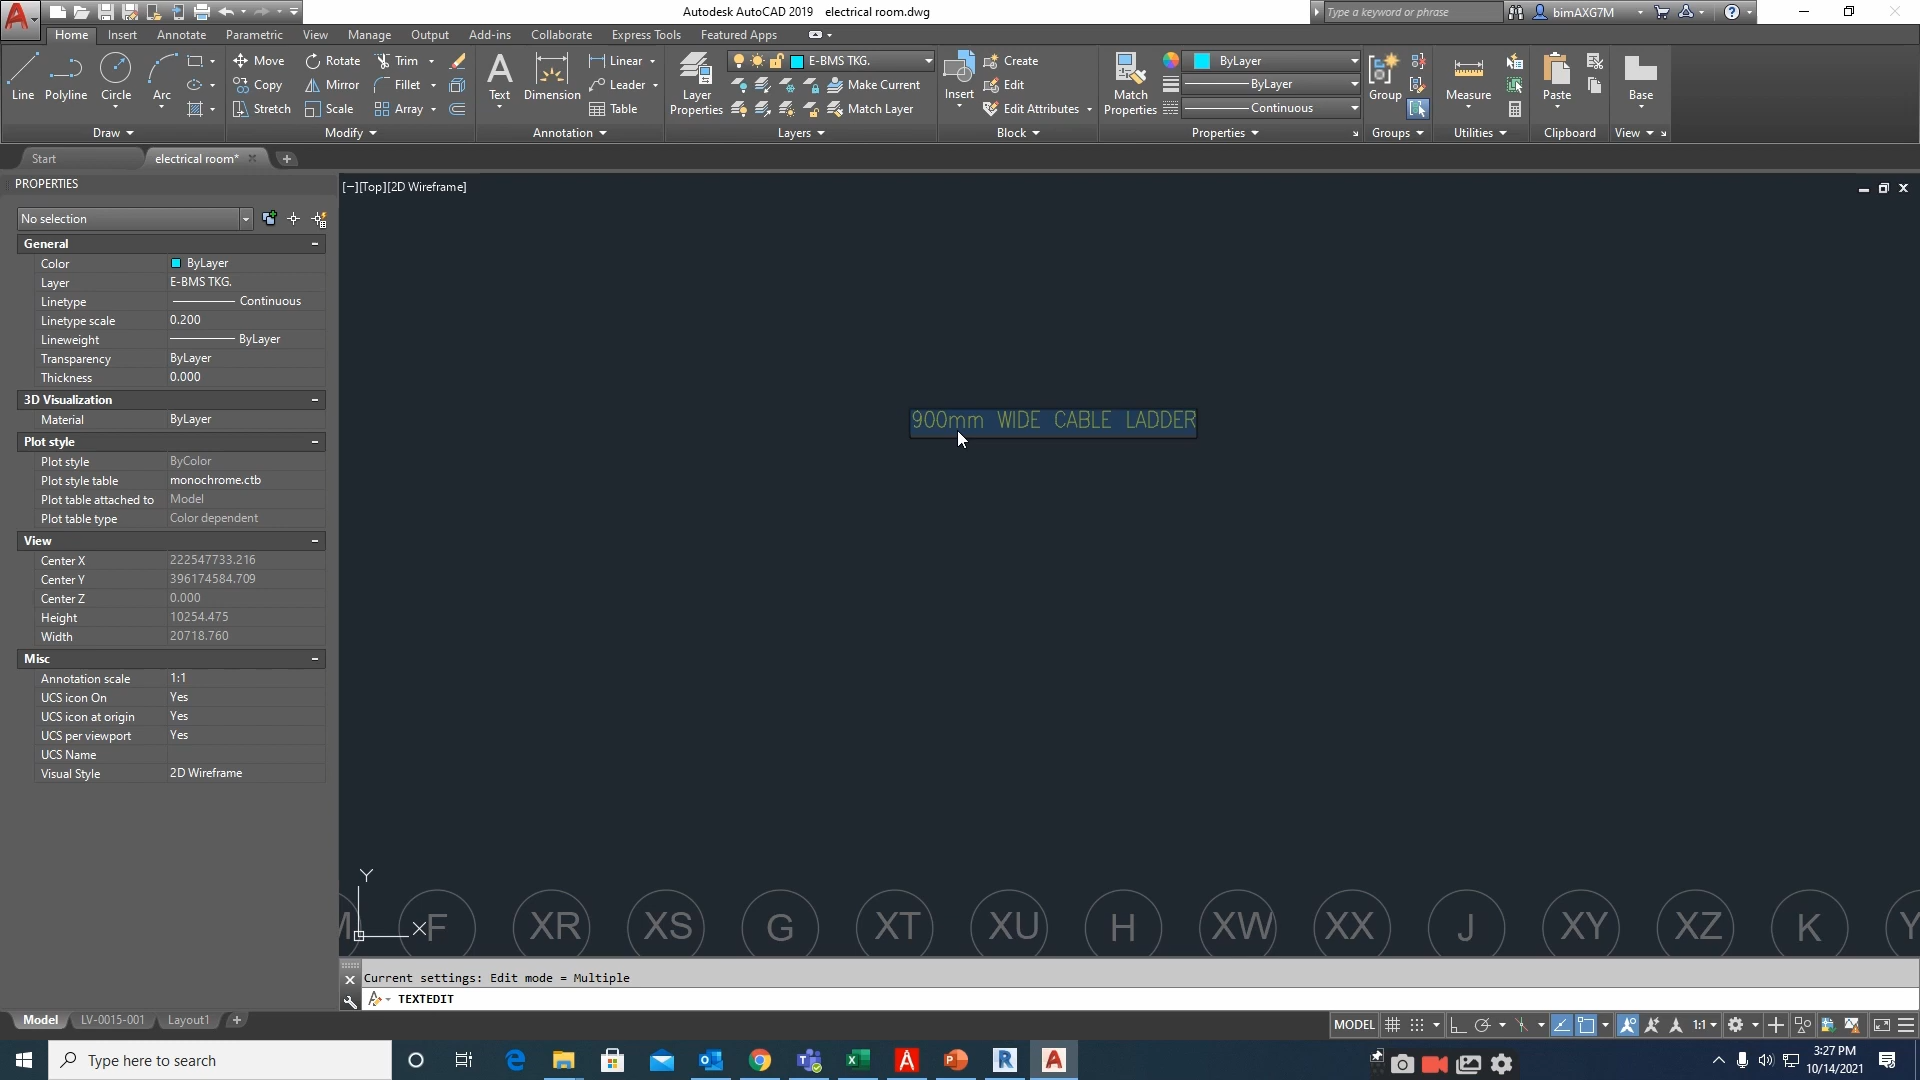 Autodesk AutoCAD 2019 electrical room.dwg
Type a keyword or phrase
bimAXG7M
Home Insert Annotate Parametric View Manage Output Add-ins Collaborate Express Tools Featured Apps
Line Polyline Circle Arc
Move Rotate Trim
Copy Mirror Fillet
Stretch Scale Array
Text Dimension
Linear
Leader
Table
Layer Properties
E-BMS TKG.
Make Current
Match Layer
Insert
Create
Edit
Edit Attributes
Match Properties
ByLayer
ByLayer
Continuous
Group
Measure
Paste
Base
Draw Modify Annotation Layers Block Properties Groups Utilities Clipboard View
Start electrical room*
PROPERTIES
[−][Top][2D Wireframe]
No selection
General
Color ByLayer
Layer E-BMS TKG.
Linetype Continuous
Linetype scale 0.200
Lineweight ByLayer
Transparency ByLayer
Thickness 0.000
3D Visualization
Material ByLayer
Plot style
Plot style ByColor
Plot style table monochrome.ctb
Plot table attached to Model
Plot table type Color dependent
View
Center X 222547733.216
Center Y 396174584.709
Center Z 0.000
Height 10254.475
Width 20718.760
Misc
Annotation scale 1:1
UCS icon On Yes
UCS icon at origin Yes
UCS per viewport Yes
UCS Name
Visual Style 2D Wireframe
900mm WIDE CABLE LADDER
Y
X
F XR XS G XT XU H XW XX J XY XZ K
Current settings: Edit mode = Multiple
TEXTEDIT
Model LV-0015-001 Layout1
MODEL 1:1
Type here to search
3:27 PM
10/14/2021